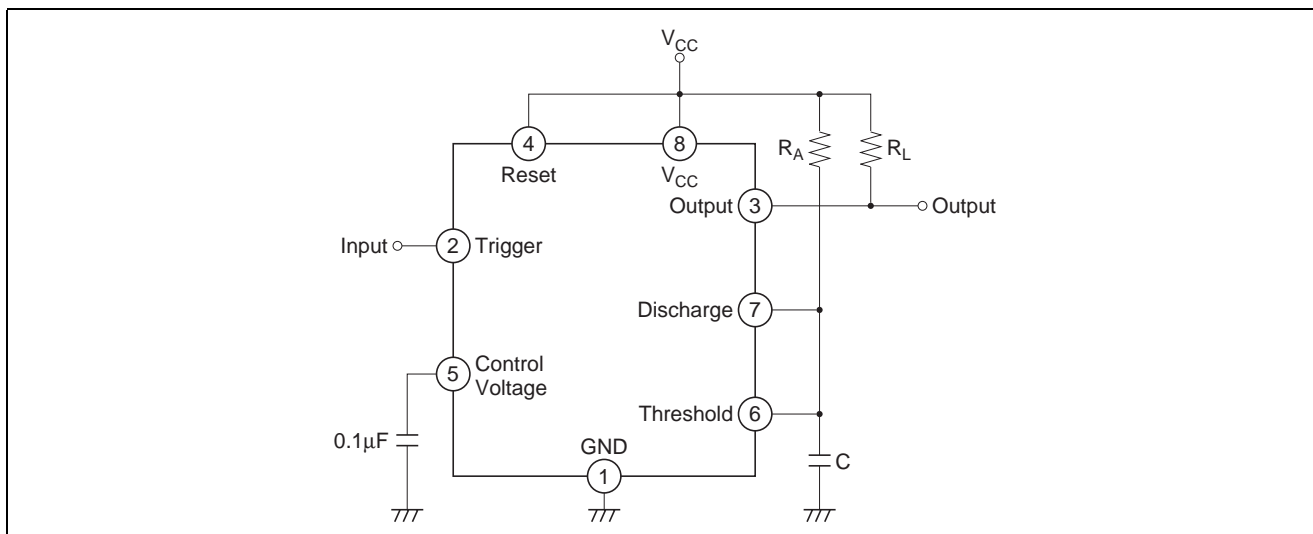 VCC
4
8
Reset
VCC
RA
RL
Output
3
Output
Input
2
Trigger
Discharge
7
5
Control
Voltage
Threshold
6
0.1μF
GND
1
C